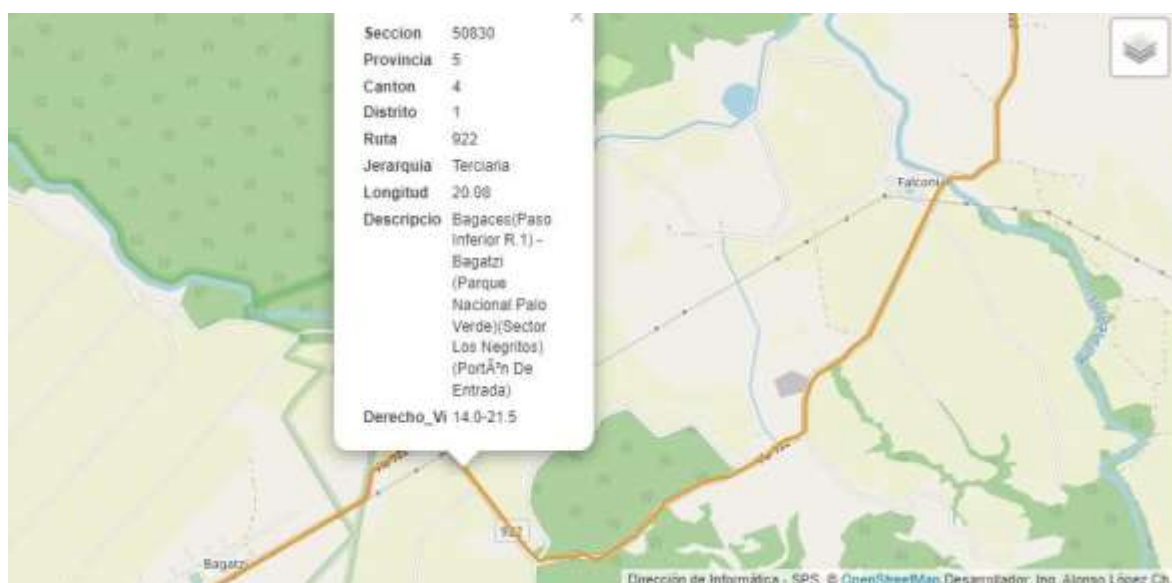 ×
Seccion 50830
Provincia 5
Canton 4
Distrito 1
Ruta 922
Jerarquia Terciaria
Longitud 20.98
Descripcio Bagaces(Paso
Inferior R.1) -
Bagatzi
(Parque
Nacional Palo
Verde)(Sector
Los Negritos)
(PortÃ³n De
Entrada)
Derecho_Vi 14.0-21.5
Falconiana
922
Bagatzi
Dirección de Informática - SPS, © OpenStreetMap Desarrollador: Ing. Alonso López C